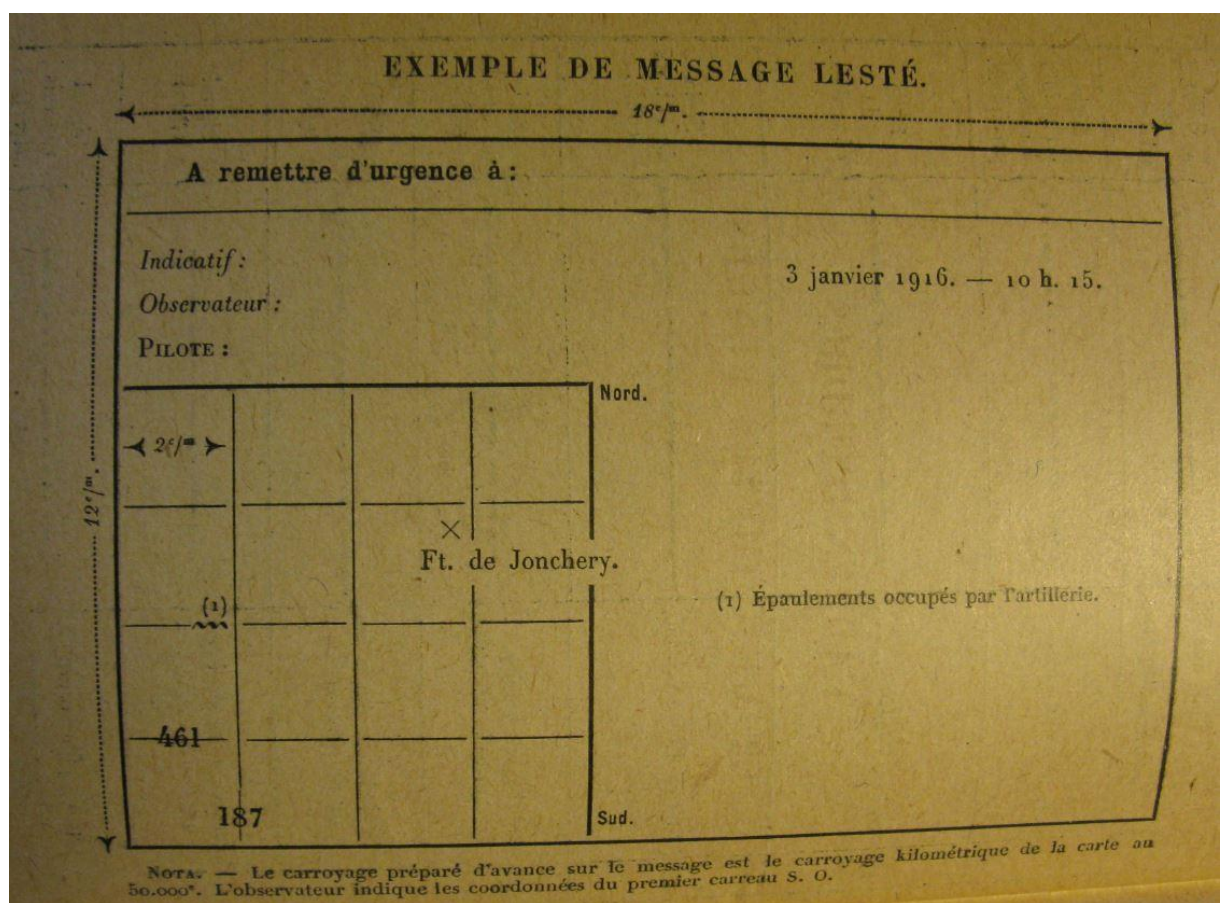 EXEMPLE DE MESSAGE LESTÉ.
18c/m.
A remettre d'urgence à :
Indicatif :
3 janvier 1916. — 10 h. 15.
Observateur :
PILOTE :
Nord.
2c/m
12c/m.
Ft. de Jonchery.
(1)
(1) Épaulements occupés par l'artillerie.
461
187
Sud.
NOTA. — Le carroyage préparé d'avance sur le message est le carroyage kilométrique de la carte au
50.000e. L'observateur indique les coordonnées du premier carreau S. O.